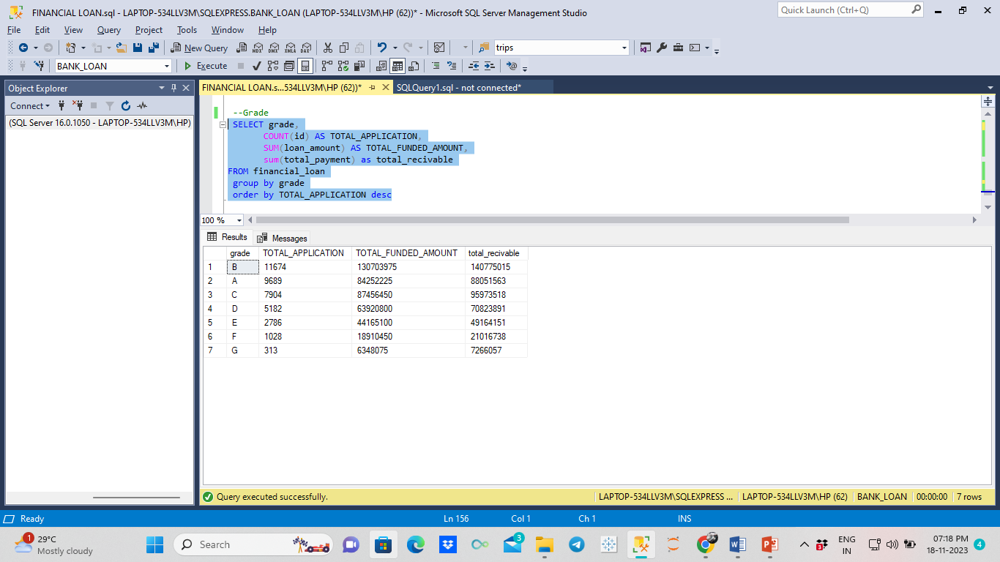 FINANCIAL LOAN.sql - LAPTOP-534LLV3M\SQLEXPRESS.BANK_LOAN (LAPTOP-534LLV3M\HP (62))* - Microsoft SQL Server Management Studio
Quick Launch (Ctrl+Q)
File Edit View Query Project Tools Window Help
New Query MDX DMX XMLA DAX trips
BANK_LOAN Execute
Object Explorer
FINANCIAL LOAN.s...534LLV3M\HP (62))* SQLQuery1.sql - not connected*
Connect
(SQL Server 16.0.1050 - LAPTOP-534LLV3M\HP)
--Grade
SELECT grade,
COUNT(id) AS TOTAL_APPLICATION,
SUM(loan_amount) AS TOTAL_FUNDED_AMOUNT,
sum(total_payment) as total_recivable
FROM financial_loan
group by grade
order by TOTAL_APPLICATION desc
100 %
Results Messages
grade TOTAL_APPLICATION TOTAL_FUNDED_AMOUNT total_recivable
1 B 11674 130703975 140775015
2 A 9689 84252225 88051563
3 C 7904 87456450 95973518
4 D 5182 63920800 70823891
5 E 2786 44165100 49164151
6 F 1028 18910450 21016738
7 G 313 6348075 7266057
Query executed successfully. LAPTOP-534LLV3M\SQLEXPRESS ... LAPTOP-534LLV3M\HP (62) BANK_LOAN 00:00:00 7 rows
Ready Ln 156 Col 1 Ch 1 INS
1 29°C
Mostly cloudy
Search
3
W
P
3
ENG
IN
07:18 PM
18-11-2023
4